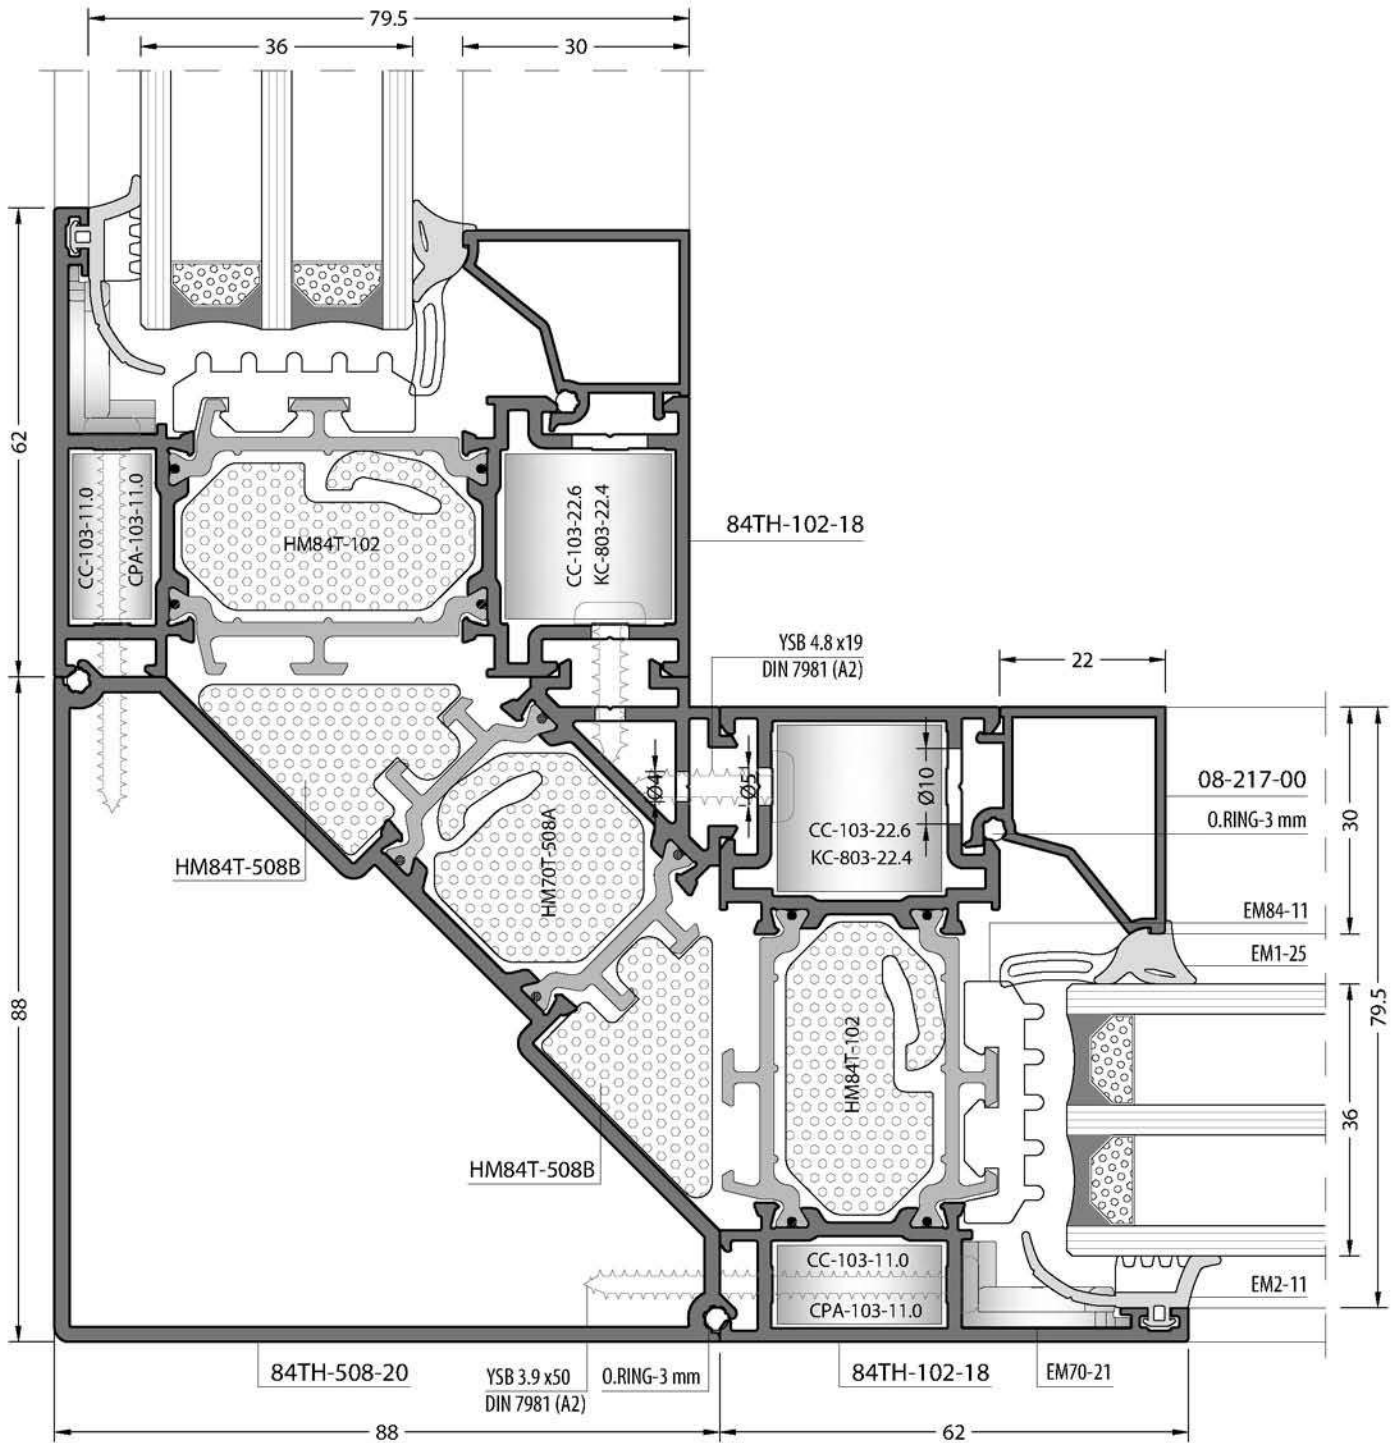 79.5
36
30
62
CC-103-11.0
CPA-103-11.0
HM84T-102
CC-103-22.6
KC-803-22.4
84TH-102-18
YSB 4.8 x19
DIN 7981 (A2)
22
Ø4
Ø5
Ø10
08-217-00
O.RING-3 mm
30
CC-103-22.6
KC-803-22.4
HM84T-508B
HM70T-508A
EM84-11
EM1-25
79.5
88
HM84T-102
36
HM84T-508B
CC-103-11.0
CPA-103-11.0
EM2-11
84TH-508-20
YSB 3.9 x50
DIN 7981 (A2)
O.RING-3 mm
84TH-102-18
EM70-21
88
62